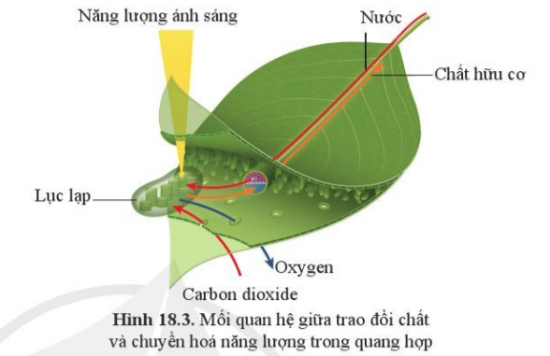 Năng lượng ánh sáng
Nước
Chất hữu cơ
Lục lạp
Oxygen
Carbon dioxide
Hình 18.3. Mối quan hệ giữa trao đổi chất
và chuyển hoá năng lượng trong quang hợp